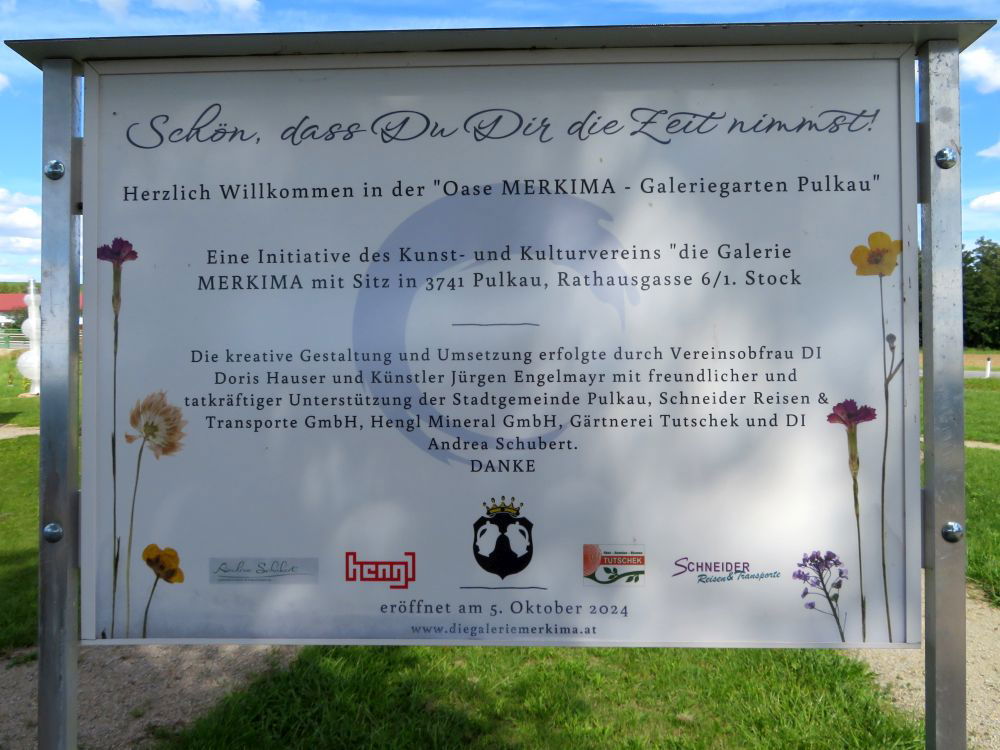 Schön, dass Du Dir die Zeit nimmst!
Herzlich Willkommen in der "Oase MERKIMA - Galeriegarten Pulkau"
Eine Initiative des Kunst- und Kulturvereins "die Galerie
MERKIMA mit Sitz in 3741 Pulkau, Rathausgasse 6/1. Stock
Die kreative Gestaltung und Umsetzung erfolgte durch Vereinsobfrau DI
Doris Hauser und Künstler Jürgen Engelmayr mit freundlicher und
tatkräftiger Unterstützung der Stadtgemeinde Pulkau, Schneider Reisen &
Transporte GmbH, Hengl Mineral GmbH, Gärtnerei Tutschek und DI
Andrea Schubert.
DANKE
Andrea Schubert
hengl
TUTSCHEK
SCHNEIDER
Reisen & Transporte
eröffnet am 5. Oktober 2024
www.diegaleriemerkima.at